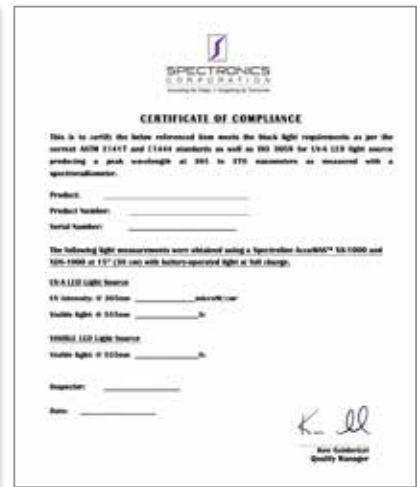 SPECTRONICS
CORPORATION
CERTIFICATE OF COMPLIANCE
This is to certify the below referenced item meets the black light requirements as per the
current ASTM and standards as well as ISO 3059 for UV-A LED light source
producing a peak wavelength at 365 to 370 nanometers as measured with a
spectroradiometer.
Product:
Product Number:
Serial Number:
The following light measurements were obtained using a Spectroline AccuMAX™ XR-1000 and
XDS-1000 at 15" (38 cm) with battery-operated light at full charge.
UV-A LED Light Source
UV intensity @ 365nm
Visible light @ 555nm fc
VISIBLE LED Light Source
Visible light @ 555nm fc
Inspector:
Date:
Quality Manager